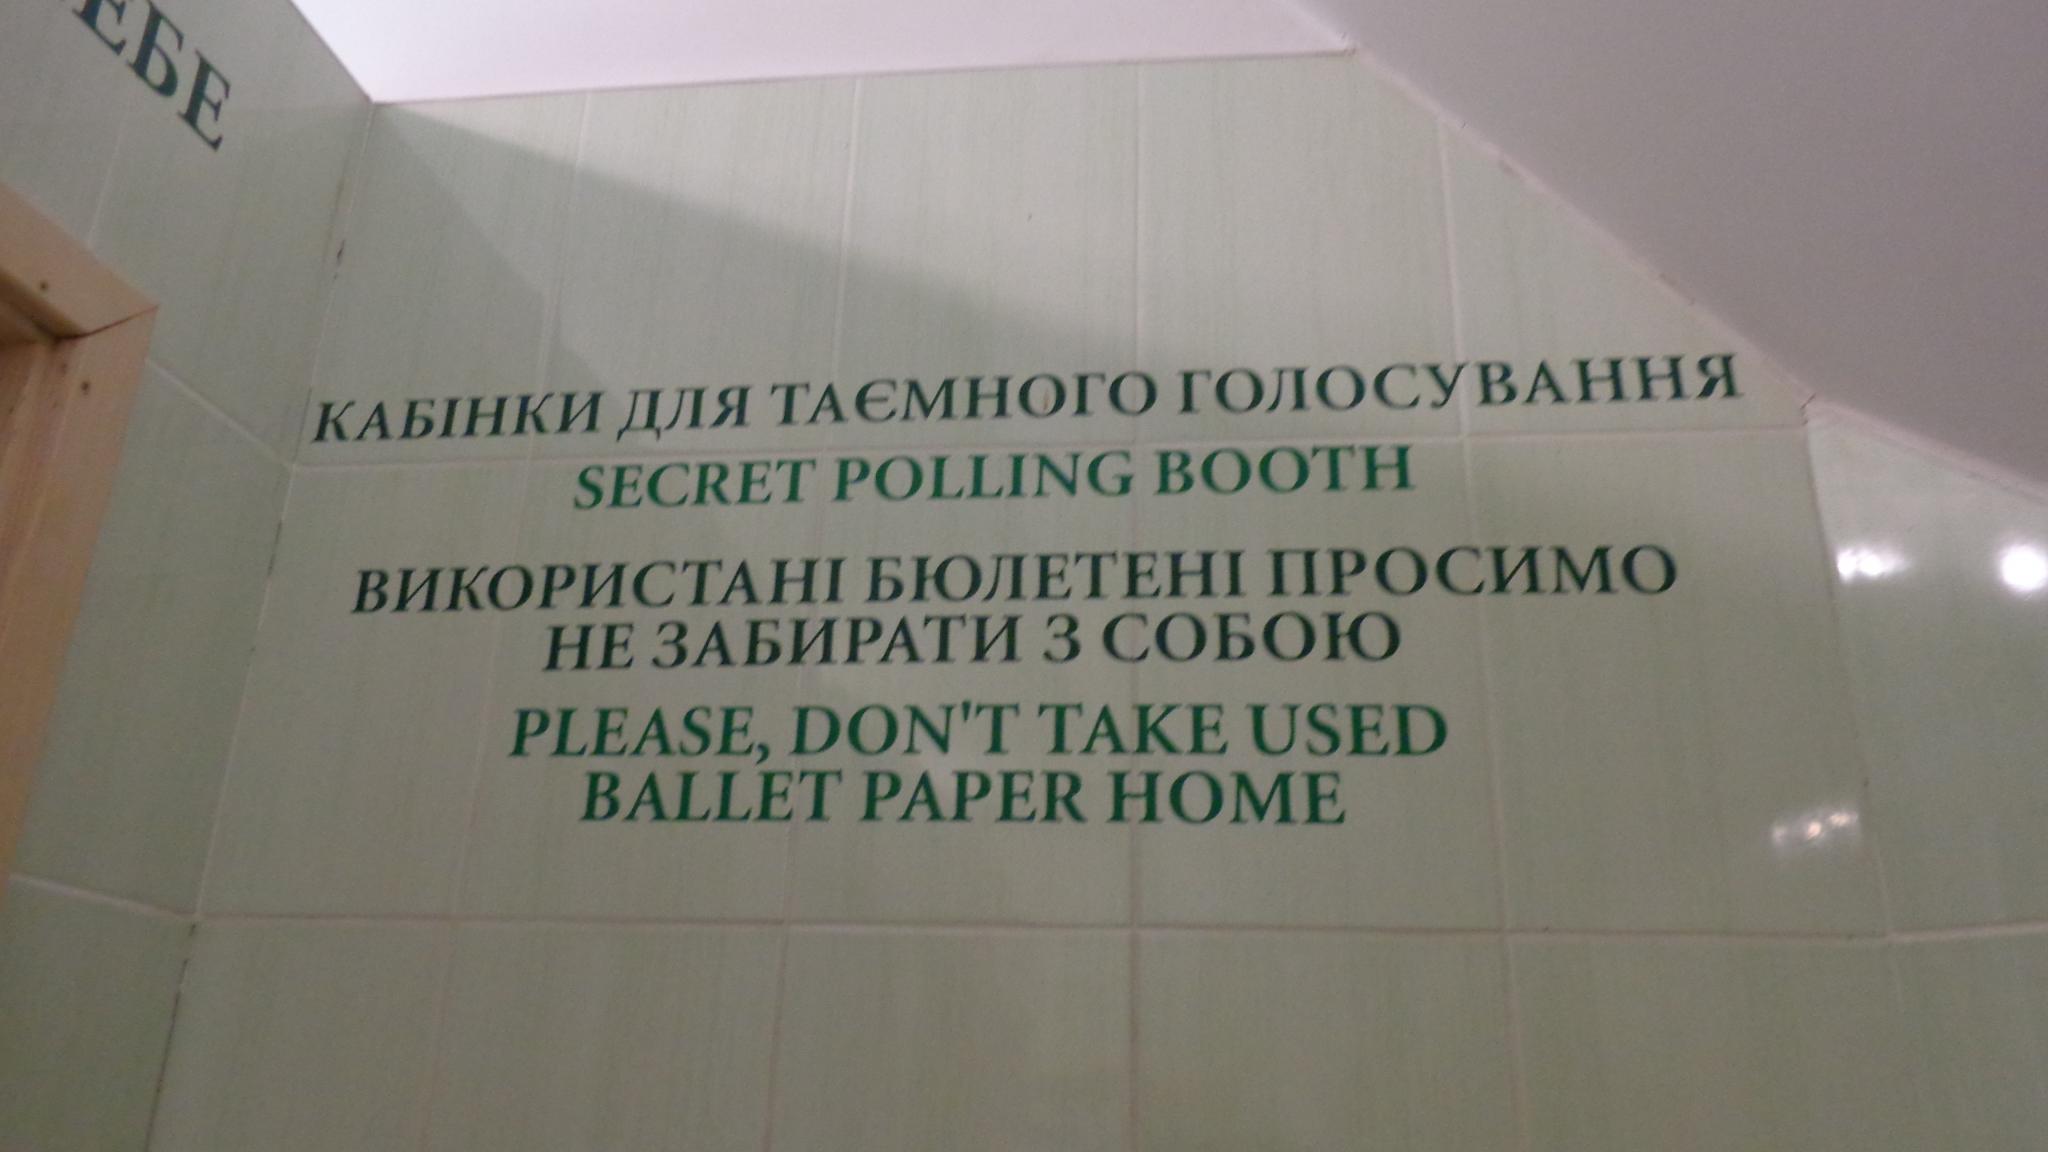 КАБІНКИ ДЛЯ ТАЄМНОГО ГОЛОСУВАННЯ
SECRET POLLING BOOTH
ВИКОРИСТАНІ БЮЛЕТЕНІ ПРОСИМО
НЕ ЗАБИРАТИ З СОБОЮ
PLEASE, DON'T TAKE USED
BALLET PAPER HOME